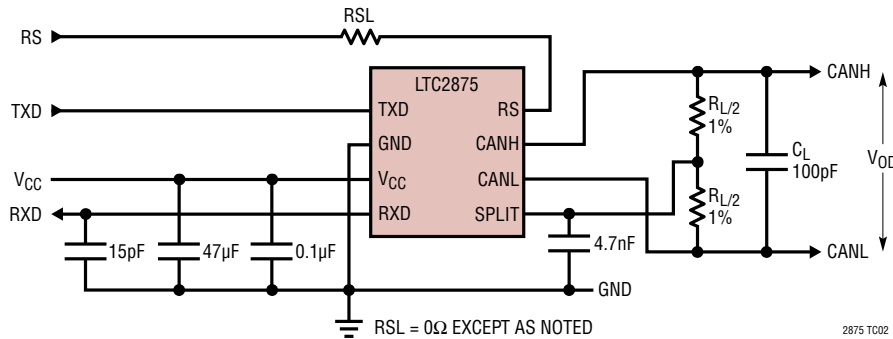 RSL
RS
LTC2875
TXD
TXD
RS
GND
CANH
VCC
VCC
CANL
RXD
RXD
SPLIT
15pF
47µF
0.1µF
4.7nF
GND
RL/2
1%
RL/2
1%
CL
100pF
CANH
VOD
CANL
RSL = 0Ω EXCEPT AS NOTED
2875 TC02